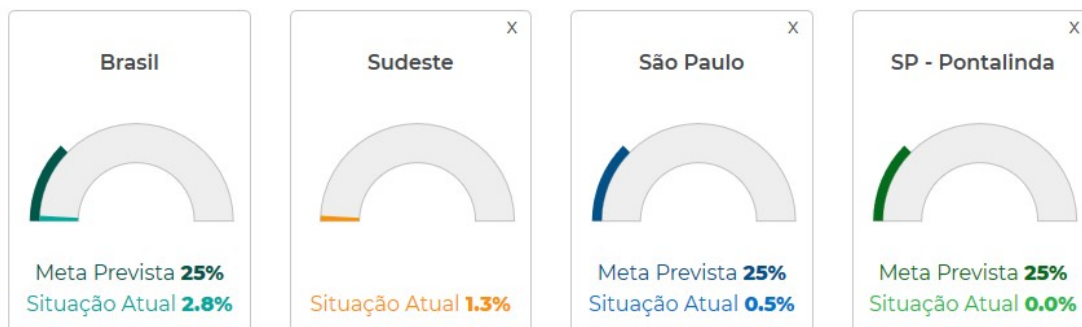 Brasil
Meta Prevista 25%
Situação Atual 2.8%
X
Sudeste
Situação Atual 1.3%
X
São Paulo
Meta Prevista 25%
Situação Atual 0.5%
X
SP - Pontalinda
Meta Prevista 25%
Situação Atual 0.0%